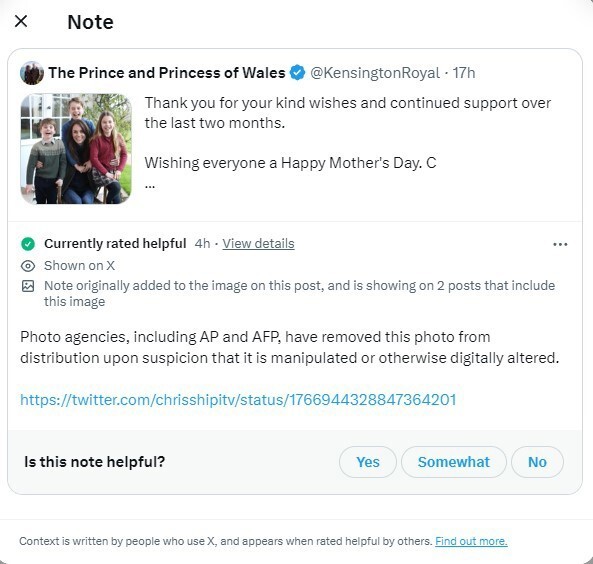 Note
The Prince and Princess of Wales @KensingtonRoyal · 17h
Thank you for your kind wishes and continued support over
the last two months.
Wishing everyone a Happy Mother's Day. C
...
Currently rated helpful 4h · View details
Shown on X
Note originally added to the image on this post, and is showing on 2 posts that include
this image
Photo agencies, including AP and AFP, have removed this photo from
distribution upon suspicion that it is manipulated or otherwise digitally altered.
https://twitter.com/chrisshipitv/status/1766944328847364201
Is this note helpful? Yes Somewhat No
Context is written by people who use X, and appears when rated helpful by others. Find out more.